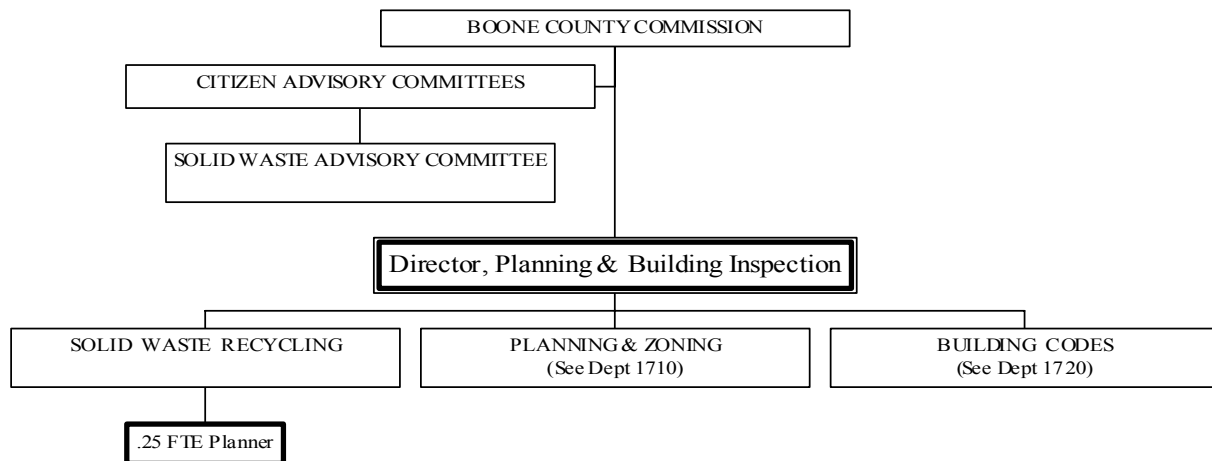 BOONE COUNTY COMMISSION
CITIZEN ADVISORY COMMITTEES
SOLID WASTE ADVISORY COMMITTEE
Director, Planning & Building Inspection
SOLID WASTE RECYCLING
PLANNING & ZONING
(See Dept 1710)
BUILDING CODES
(See Dept 1720)
.25 FTE Planner